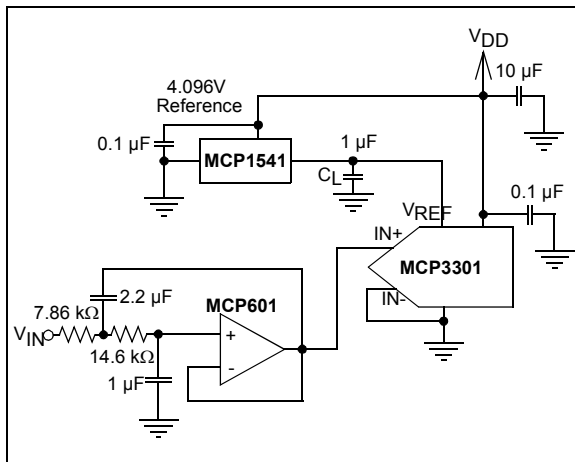 VDD
10 µF
4.096V
Reference
0.1 µF
MCP1541
1 µF
CL
0.1 µF
VREF
IN+
MCP3301
IN-
2.2 µF
MCP601
7.86 kΩ
VIN
+
14.6 kΩ
-
1 µF